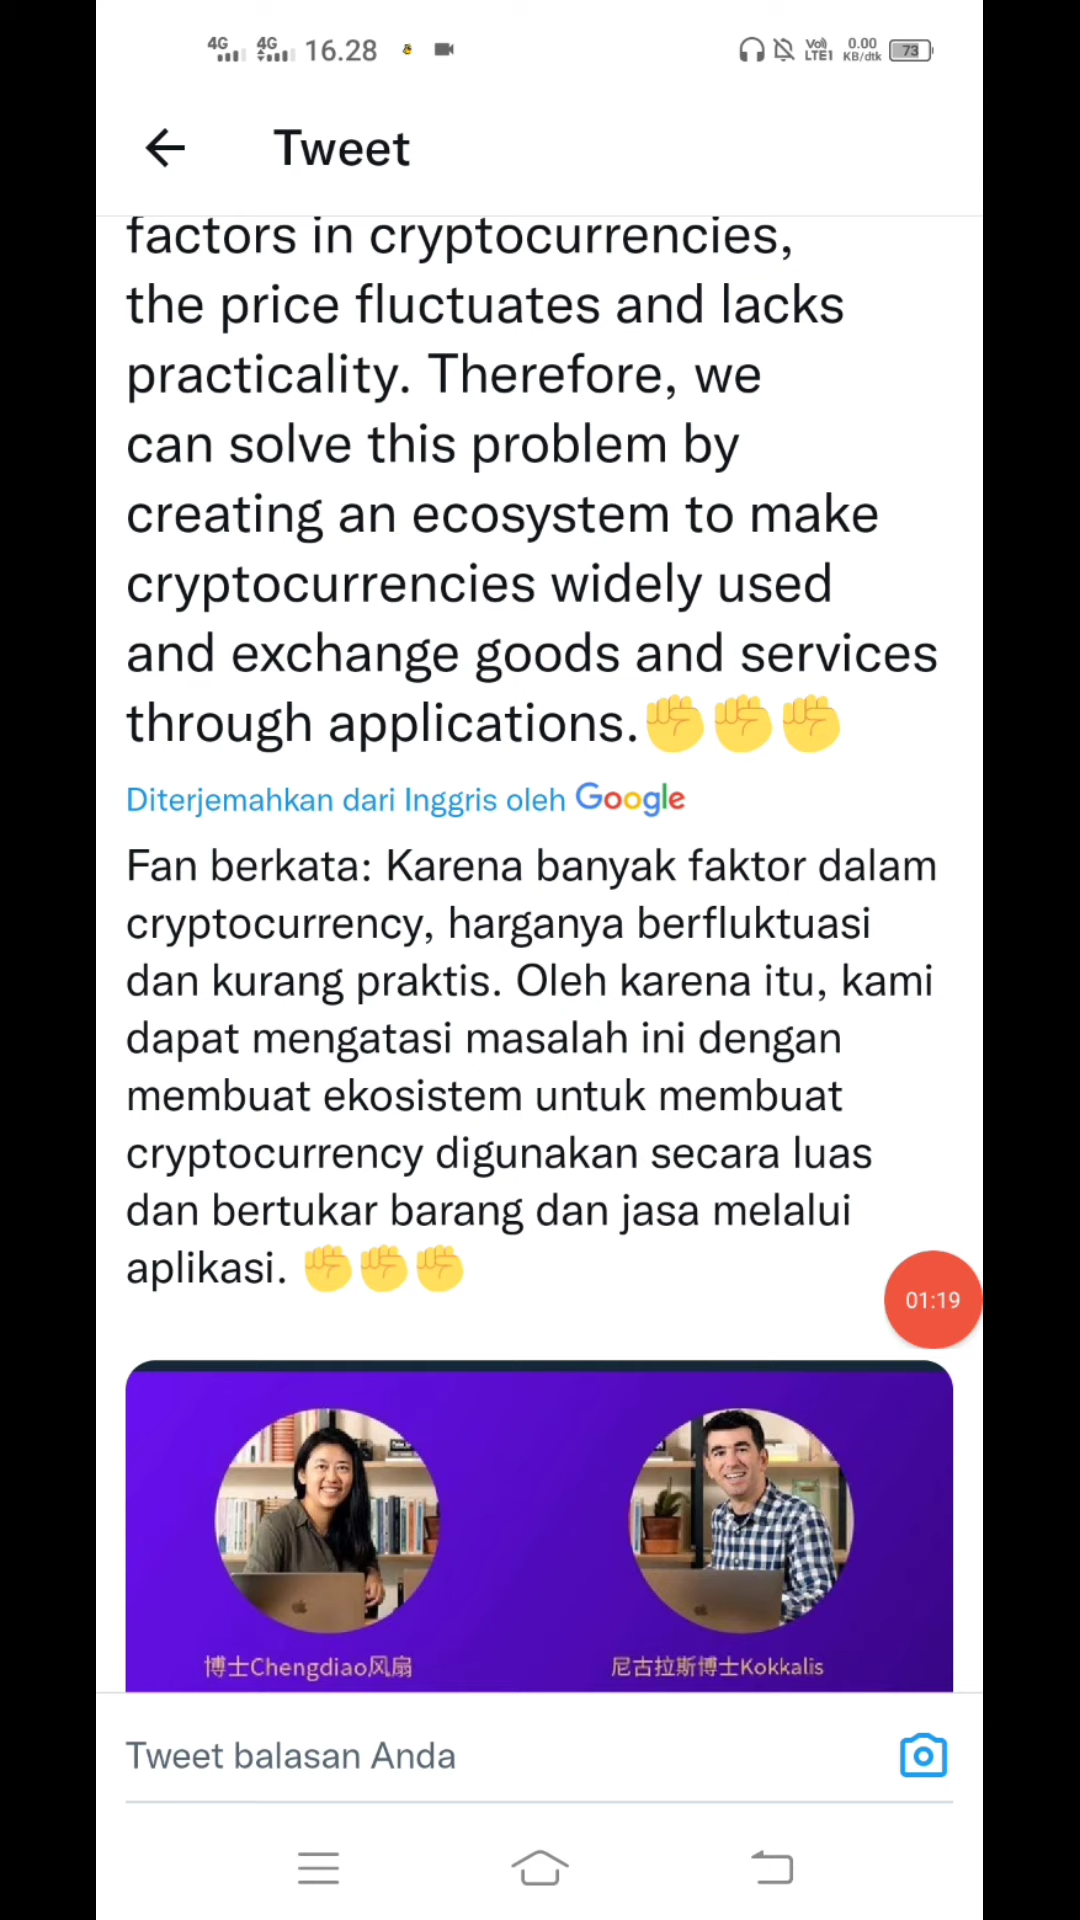 4G 4G 16.28 Vo) LTE1 0.00 KB/dtk 73
Tweet
factors in cryptocurrencies,
the price fluctuates and lacks
practicality. Therefore, we
can solve this problem by
creating an ecosystem to make
cryptocurrencies widely used
and exchange goods and services
through applications.✊✊✊
Diterjemahkan dari Inggris oleh Google
Fan berkata: Karena banyak faktor dalam
cryptocurrency, harganya berfluktuasi
dan kurang praktis. Oleh karena itu, kami
dapat mengatasi masalah ini dengan
membuat ekosistem untuk membuat
cryptocurrency digunakan secara luas
dan bertukar barang dan jasa melalui
aplikasi. ✊✊✊
01:19
博士Chengdiao风扇
尼古拉斯博士Kokkalis
Tweet balasan Anda